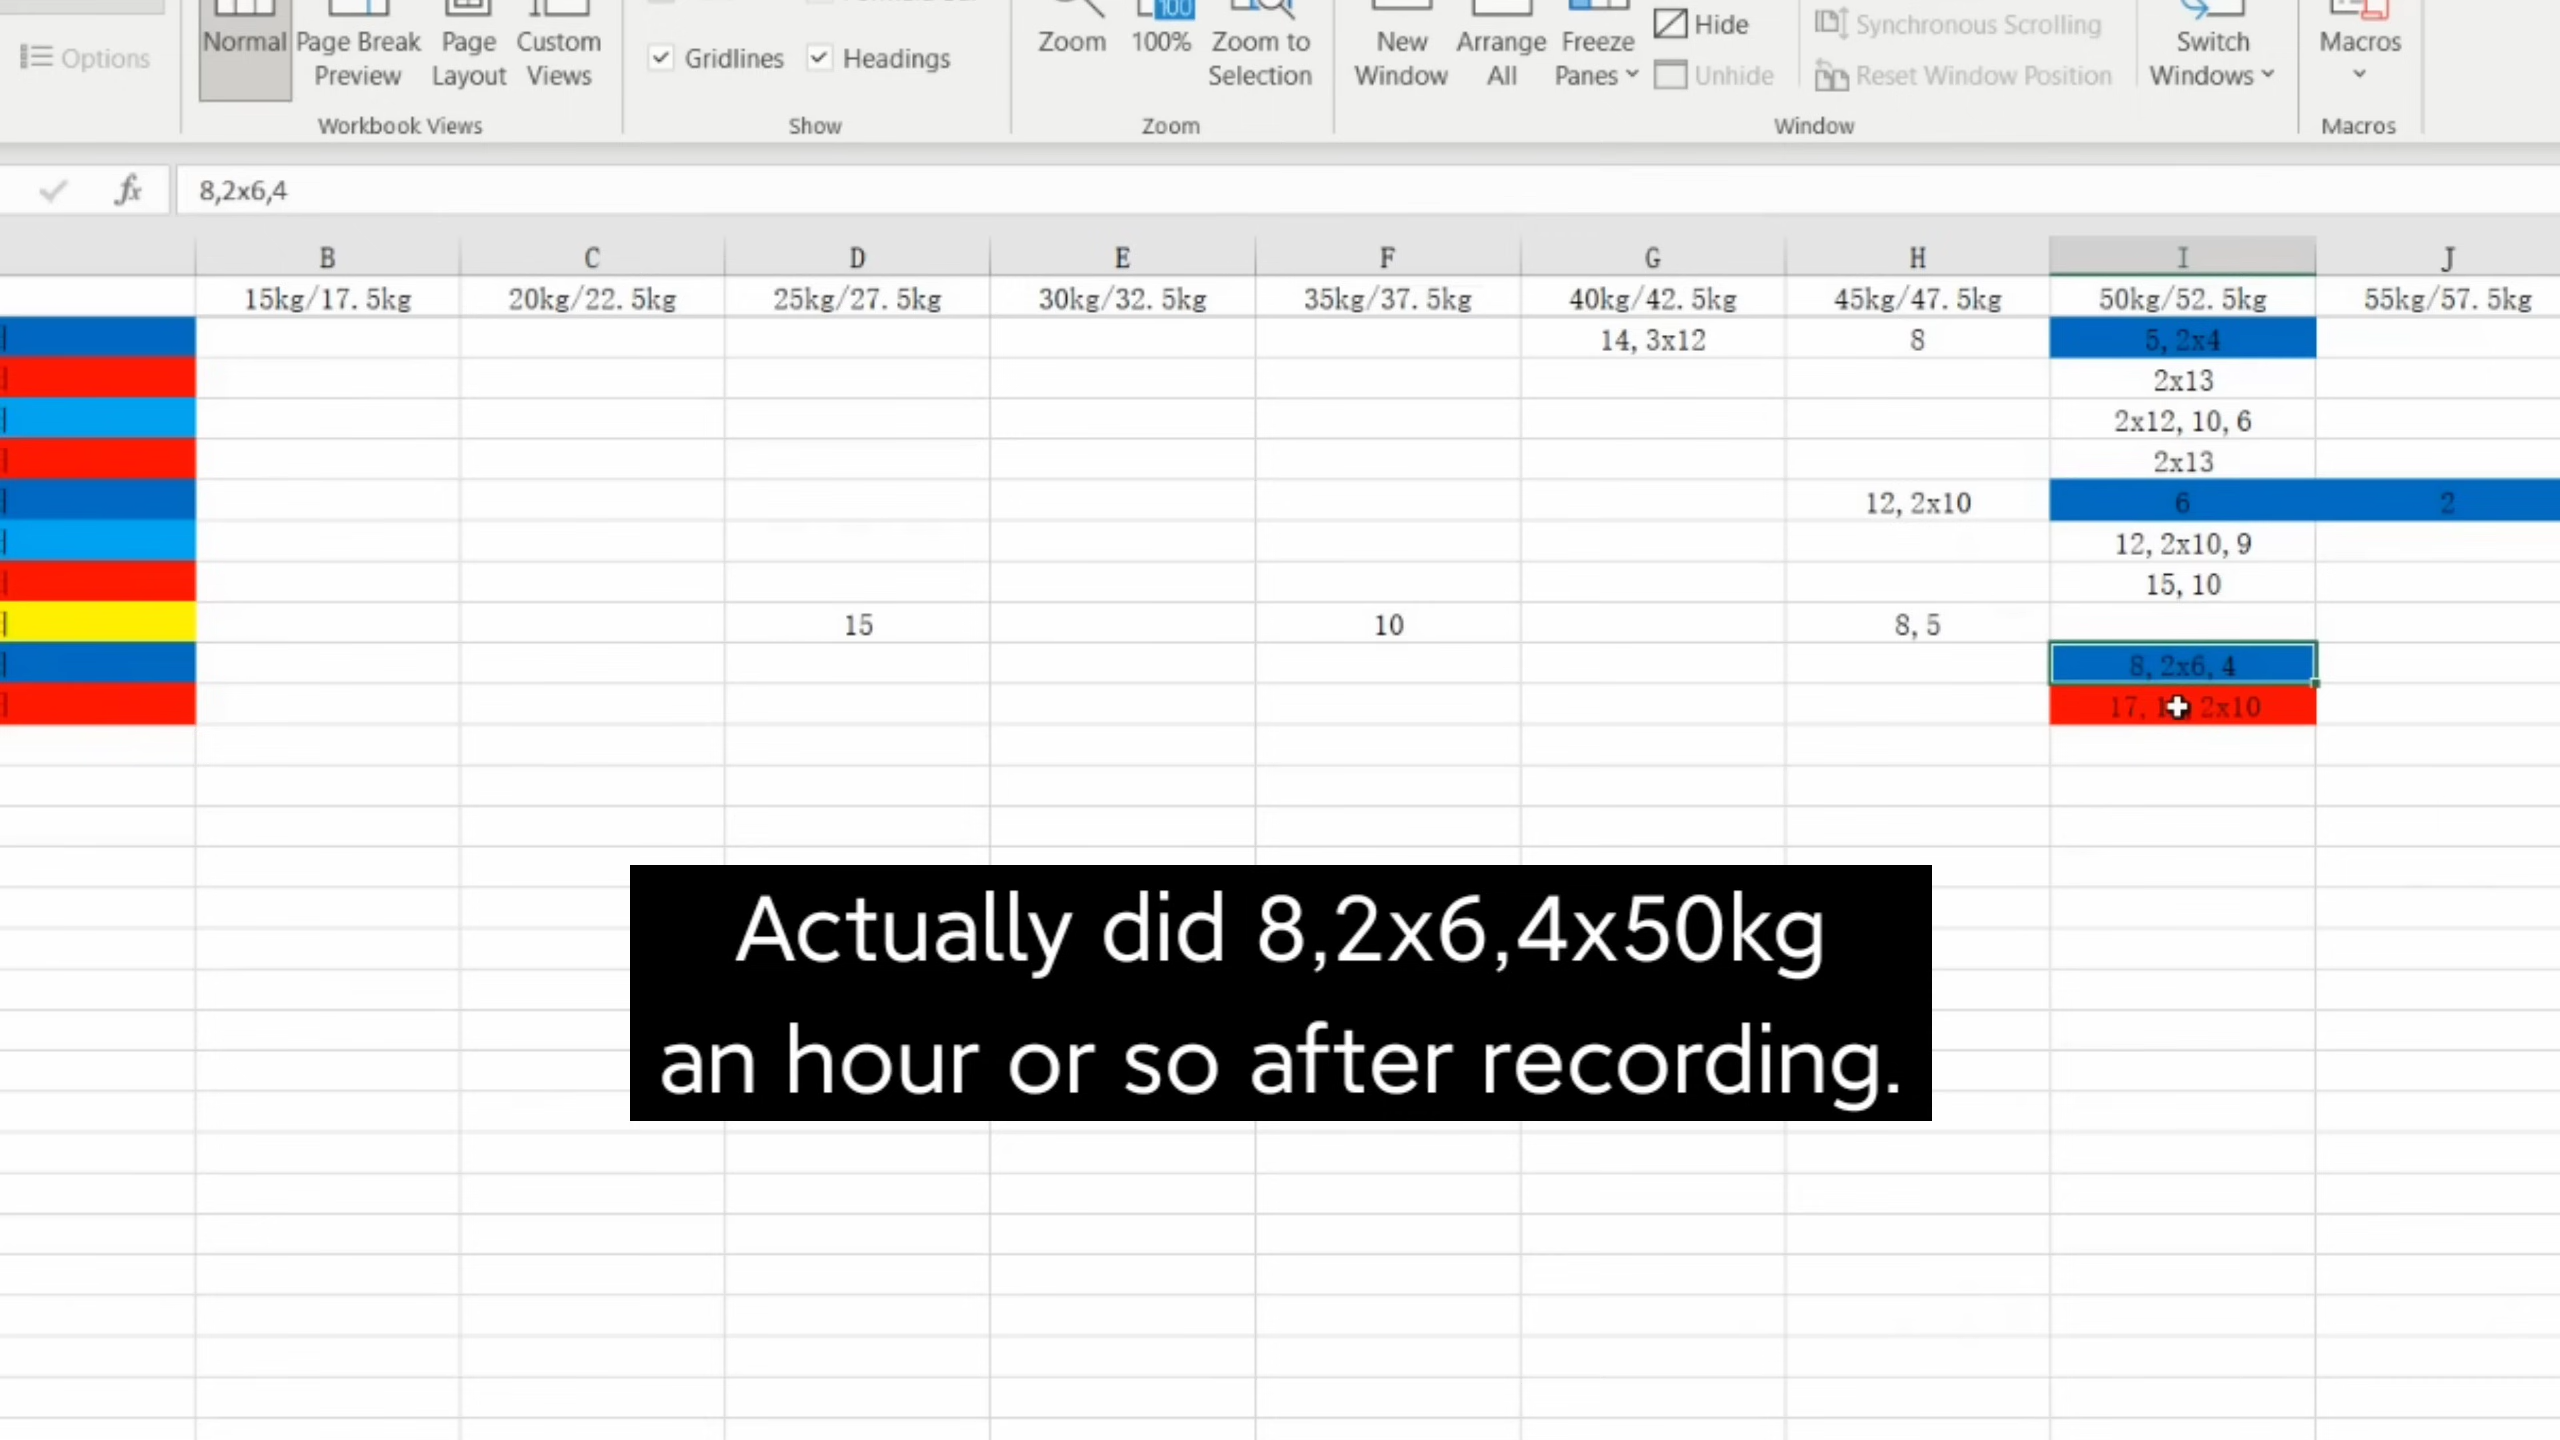 Options
Normal
Page Break
Preview
Page
Layout
Custom
Views
Gridlines
Headings
Zoom
100
100%
Zoom to
Selection
New
Window
Arrange
All
Freeze
Panes
Hide
Unhide
Synchronous Scrolling
Reset Window Position
Switch
Windows
Macros
Workbook Views
Show
Zoom
Window
Macros
fx
8,2x6,4
B C D E F G H I J
15kg/17.5kg 20kg/22.5kg 25kg/27.5kg 30kg/32.5kg 35kg/37.5kg 40kg/42.5kg 45kg/47.5kg 50kg/52.5kg 55kg/57.5kg
14,3x12 8 5,2x4
2x13
2x12,10,6
2x13
12,2x10 6 2
12,2x10,9
15,10
15 10 8,5
8,2x6,4
17, 2x10
Actually did 8,2x6,4x50kg
an hour or so after recording.